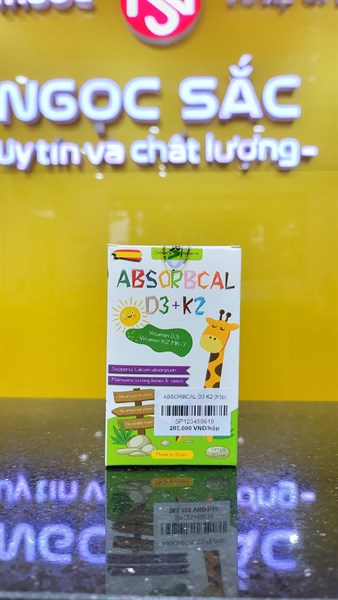 NGỌC SẮC
Uy tín và chất lượng
ABSORBCAL
D3+K2
Vitamin D3
Vitamin K2 MK-7
Supports Calcium absorption
Maintains strong bones & teeth
ABSORBCAL D3 K2 (hộp)
SP123459619
285.000 VND/hộp
Made in Spain